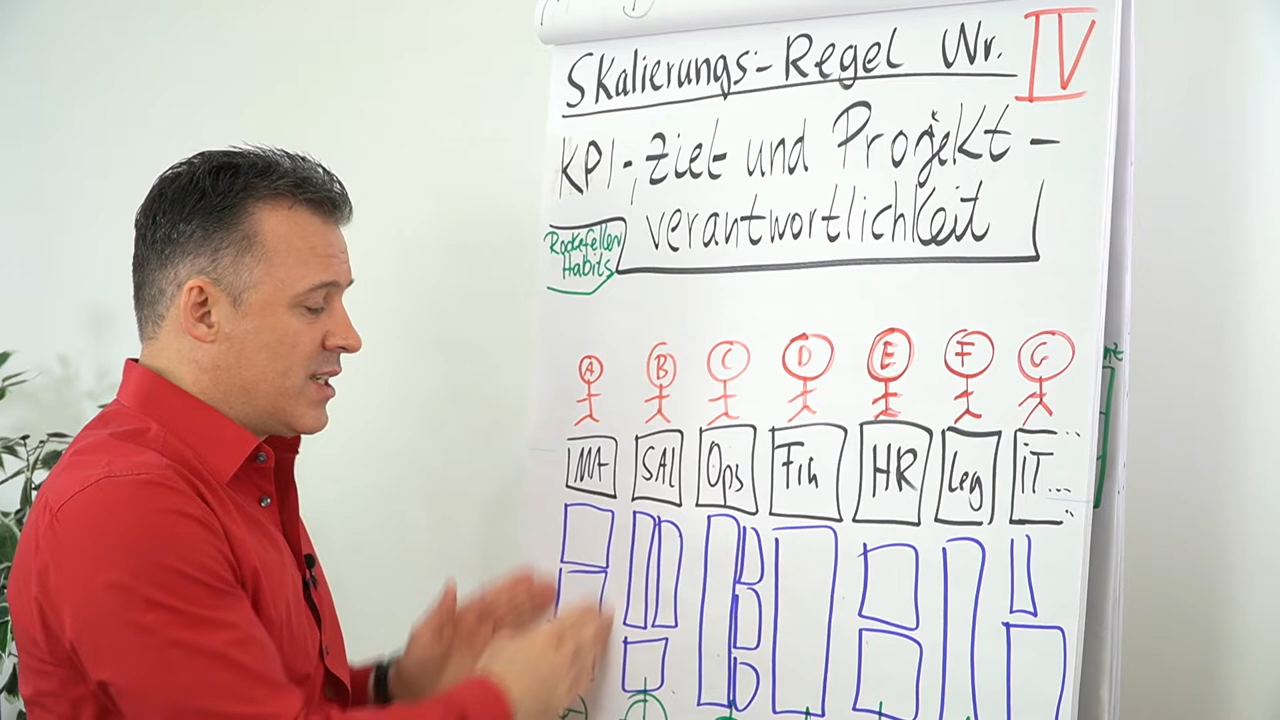 Skalierungs-Regel Nr. IV
KPI-, Ziel- und Projekt-
verantwortlichkeit
Rockefeller
Habits
A B C D E F G
MA SAL Ops Fin HR Leg iT...